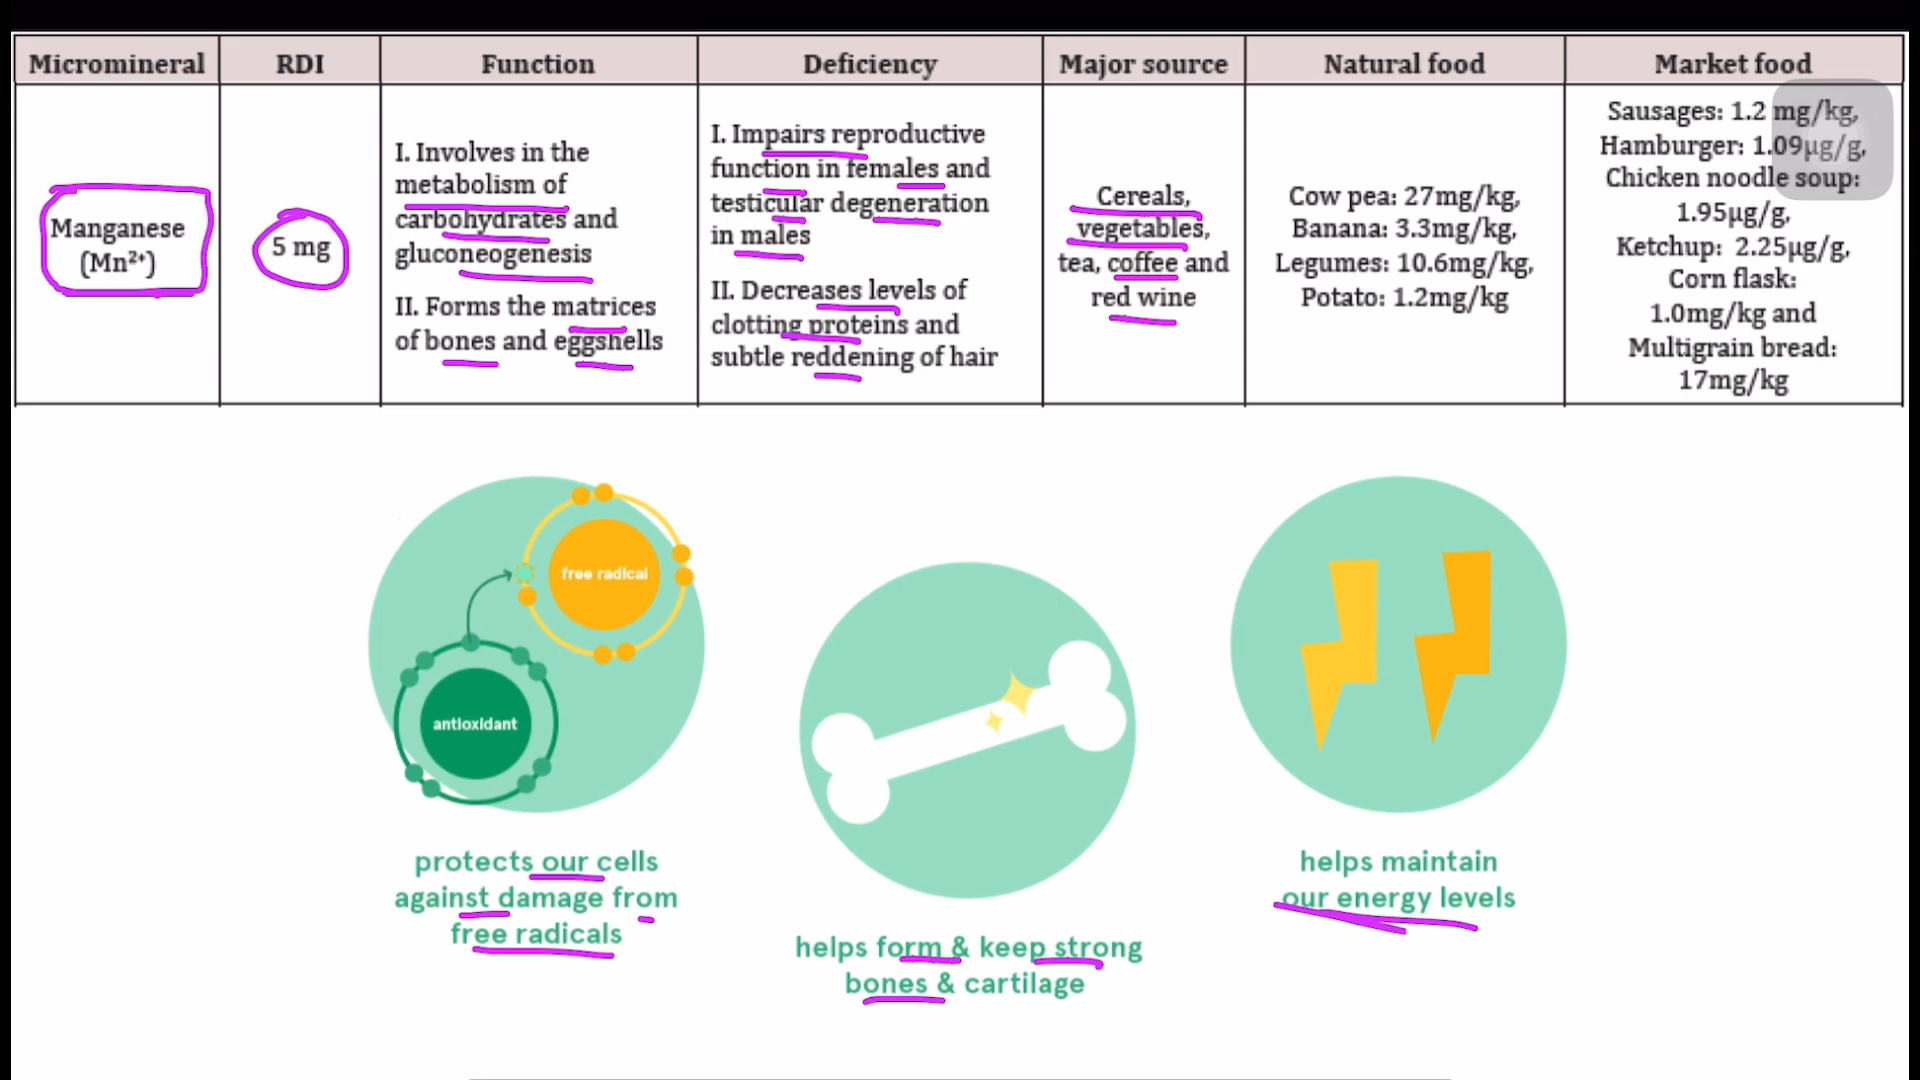 Micromineral
RDI
Function
Deficiency
Major source
Natural food
Market food
Manganese
(Mn²⁺)
5 mg
I. Involves in the
metabolism of
carbohydrates and
gluconeogenesis
II. Forms the matrices
of bones and eggshells
I. Impairs reproductive
function in females and
testicular degeneration
in males
II. Decreases levels of
clotting proteins and
subtle reddening of hair
Cereals,
vegetables,
tea, coffee and
red wine
Cow pea: 27mg/kg,
Banana: 3.3mg/kg,
Legumes: 10.6mg/kg,
Potato: 1.2mg/kg
Sausages: 1.2 mg/kg,
Hamburger: 1.09µg/g,
Chicken noodle soup:
1.95µg/g,
Ketchup: 2.25µg/g,
Corn flask:
1.0mg/kg and
Multigrain bread:
17mg/kg
free radical
antioxidant
protects our cells
against damage from
free radicals
helps form & keep strong
bones & cartilage
helps maintain
our energy levels